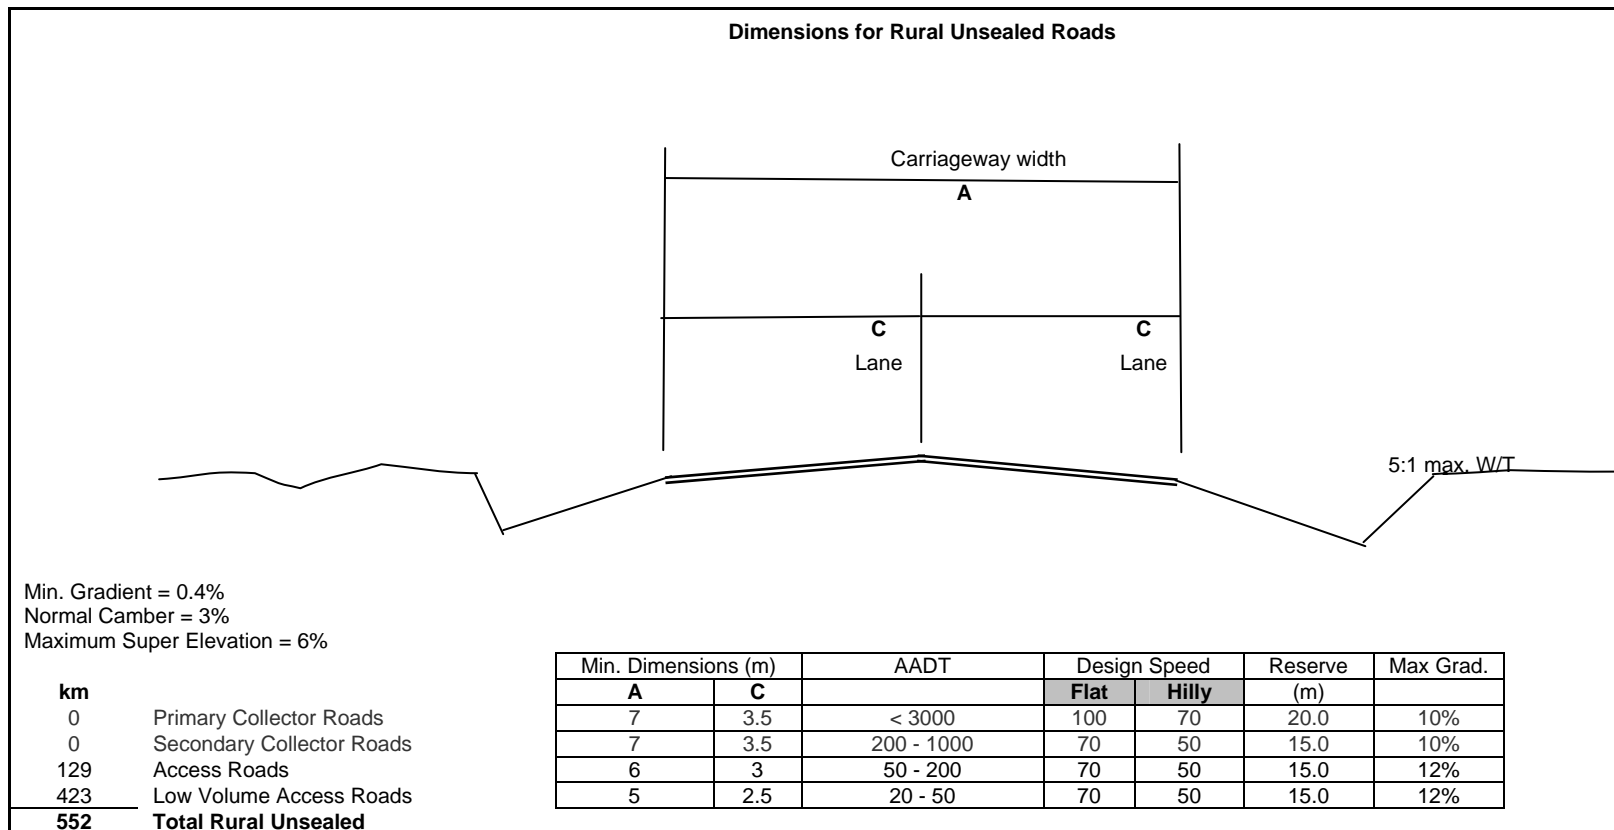 Dimensions for Rural Unsealed Roads
Carriageway width
A
C C
Lane Lane
5:1 max. W/T
Min. Gradient = 0.4%
Normal Camber = 3%
Maximum Super Elevation = 6%
Min. Dimensions (m) AADT Design Speed Reserve Max Grad.
km A C Flat Hilly (m)
0 Primary Collector Roads 7 3.5 < 3000 100 70 20.0 10%
0 Secondary Collector Roads 7 3.5 200 - 1000 70 50 15.0 10%
129 Access Roads 6 3 50 - 200 70 50 15.0 12%
423 Low Volume Access Roads 5 2.5 20 - 50 70 50 15.0 12%
552 Total Rural Unsealed